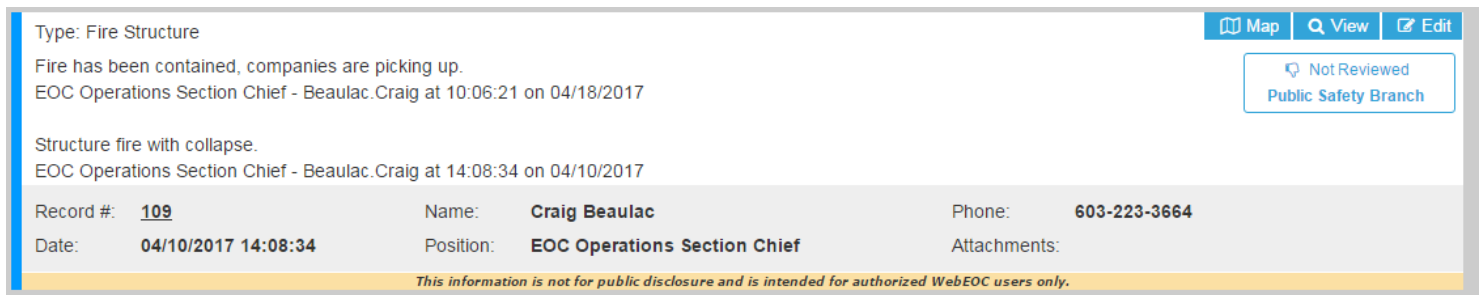 Type: Fire Structure
Map View Edit
Fire has been contained, companies are picking up.
Not Reviewed
EOC Operations Section Chief - Beaulac.Craig at 10:06:21 on 04/18/2017
Public Safety Branch
Structure fire with collapse.
EOC Operations Section Chief - Beaulac.Craig at 14:08:34 on 04/10/2017
Record #: 109 Name: Craig Beaulac Phone: 603-223-3664
Date: 04/10/2017 14:08:34 Position: EOC Operations Section Chief Attachments:
This information is not for public disclosure and is intended for authorized WebEOC users only.